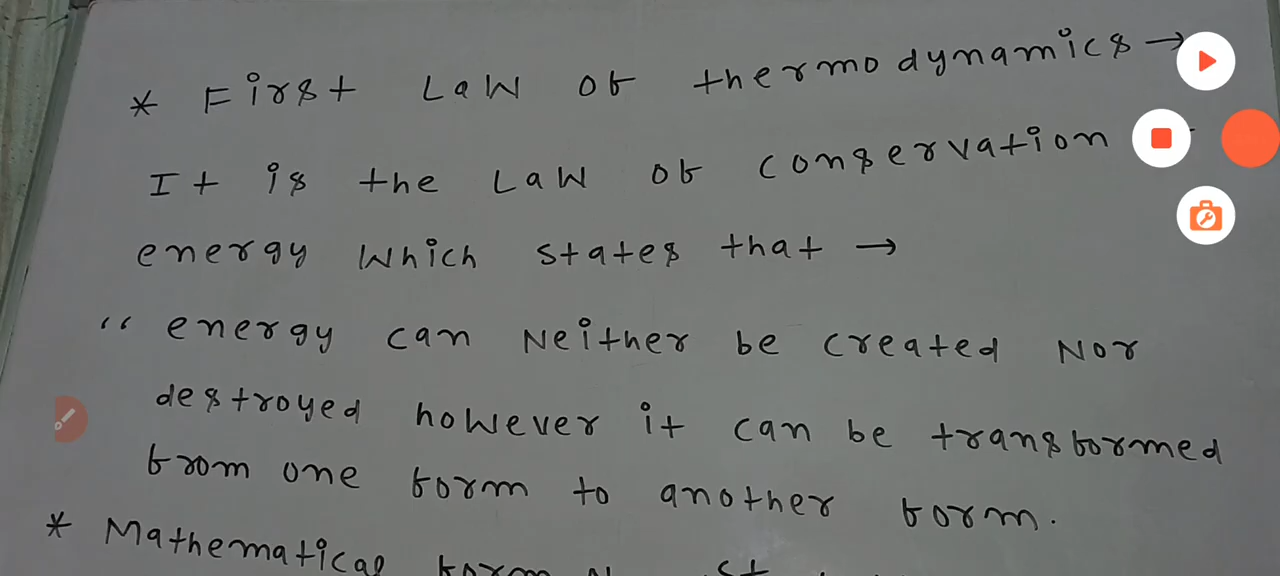 * First Law of thermodynamics →
It is the Law of conservation
energy Which states that →
“ energy can Neither be created Nor
destroyed however it can be transformed
from one form to another form.
* Mathematical form